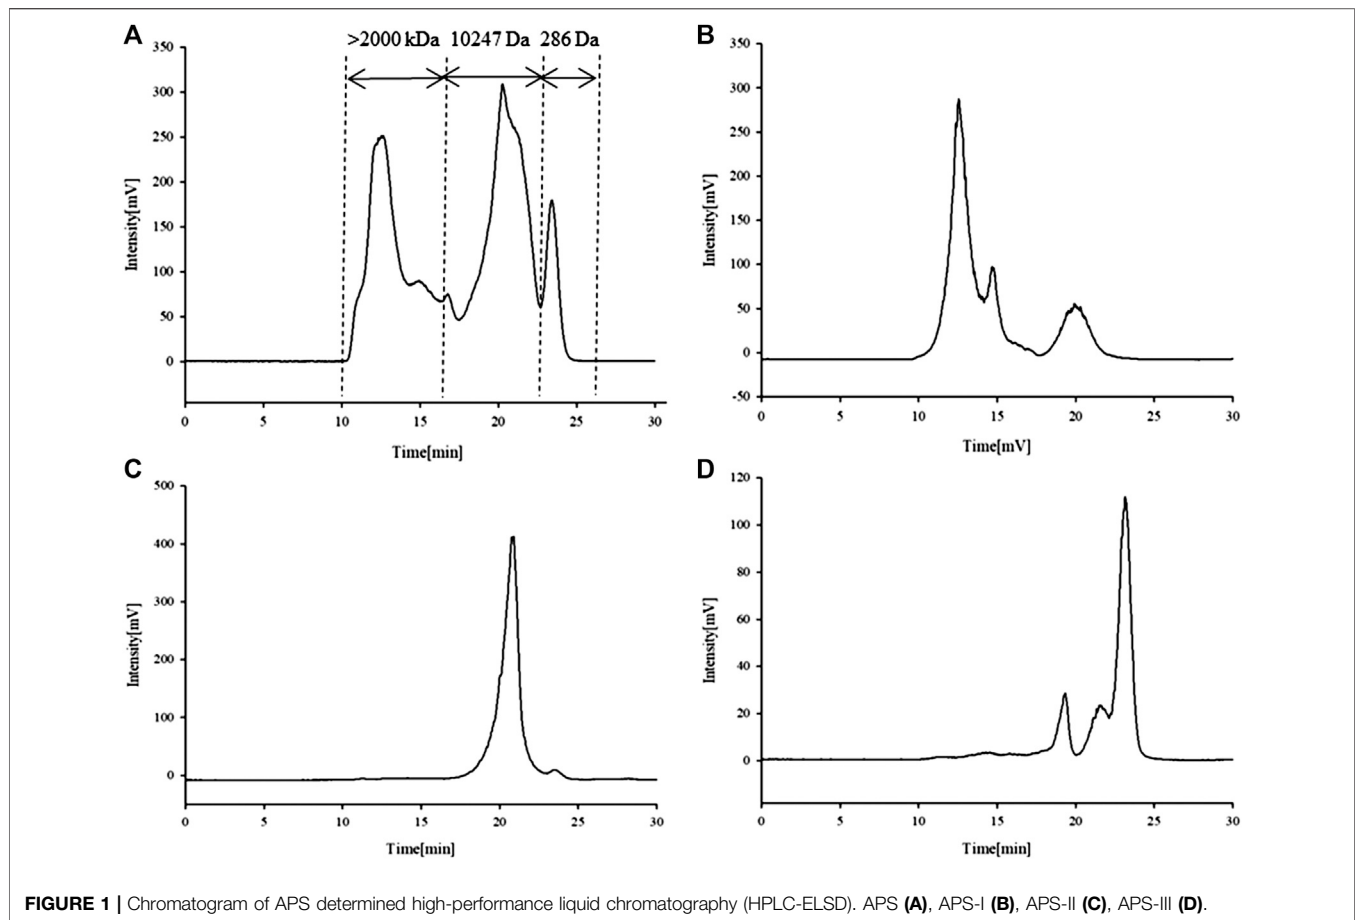 A
>2000 kDa 10247 Da 286 Da
350
300
250
200
150
100
50
0
Intensity[mV]
0 5 10 15 20 25 30
Time[min]
B
350
300
250
200
150
100
50
0
-50
Intensity[mV]
0 5 10 15 20 25 30
Time[mV]
C
500
400
300
200
100
0
Intensity[mV]
0 5 10 15 20 25 30
Time[min]
D
120
100
80
60
40
20
0
Intensity[mV]
0 5 10 15 20 25 30
Time[min]
FIGURE 1 | Chromatogram of APS determined high-performance liquid chromatography (HPLC-ELSD). APS (A), APS-I (B), APS-II (C), APS-III (D).